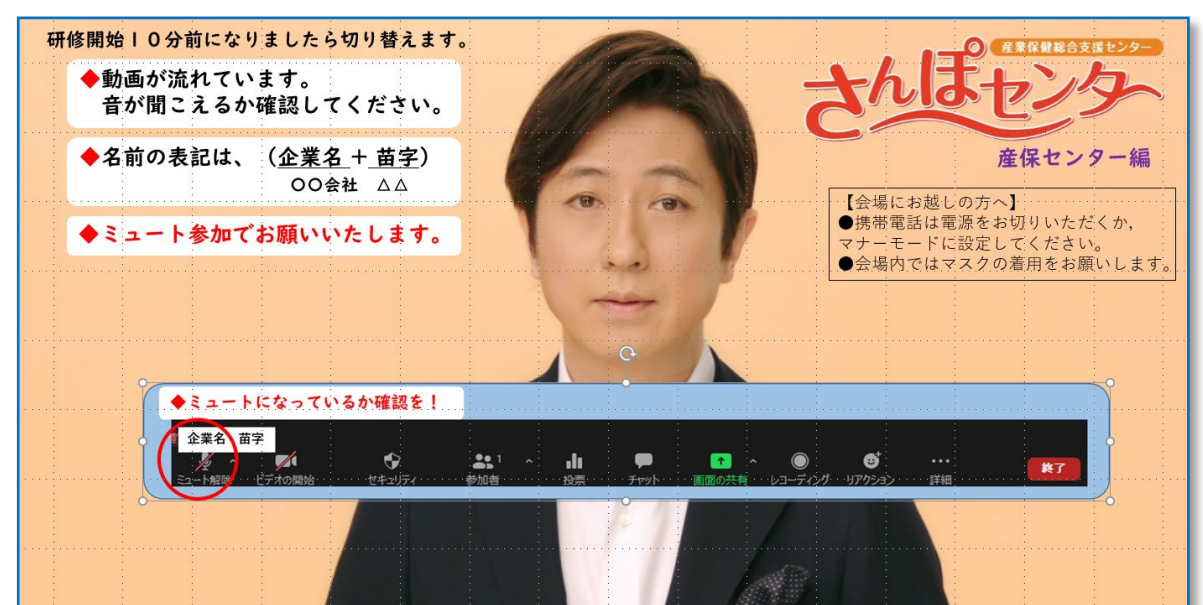 研修開始10分前になりましたら切り替えます。
◆動画が流れています。
音が聞こえるか確認してください。
◆名前の表記は、（企業名＋苗字）
○○会社　△△
◆ミュート参加でお願いいたします。
産業保健総合支援センター
さんぽセンター
産保センター編
【会場にお越しの方へ】
●携帯電話は電源をお切りいただくか，
マナーモードに設定してください。
●会場内ではマスクの着用をお願いします。
◆ミュートになっているか確認を！
企業名　苗字
1
ミュート解除　ビデオの開始　セキュリティ　参加者　投票　チャット　画面の共有　レコーディング　リアクション　詳細　終了